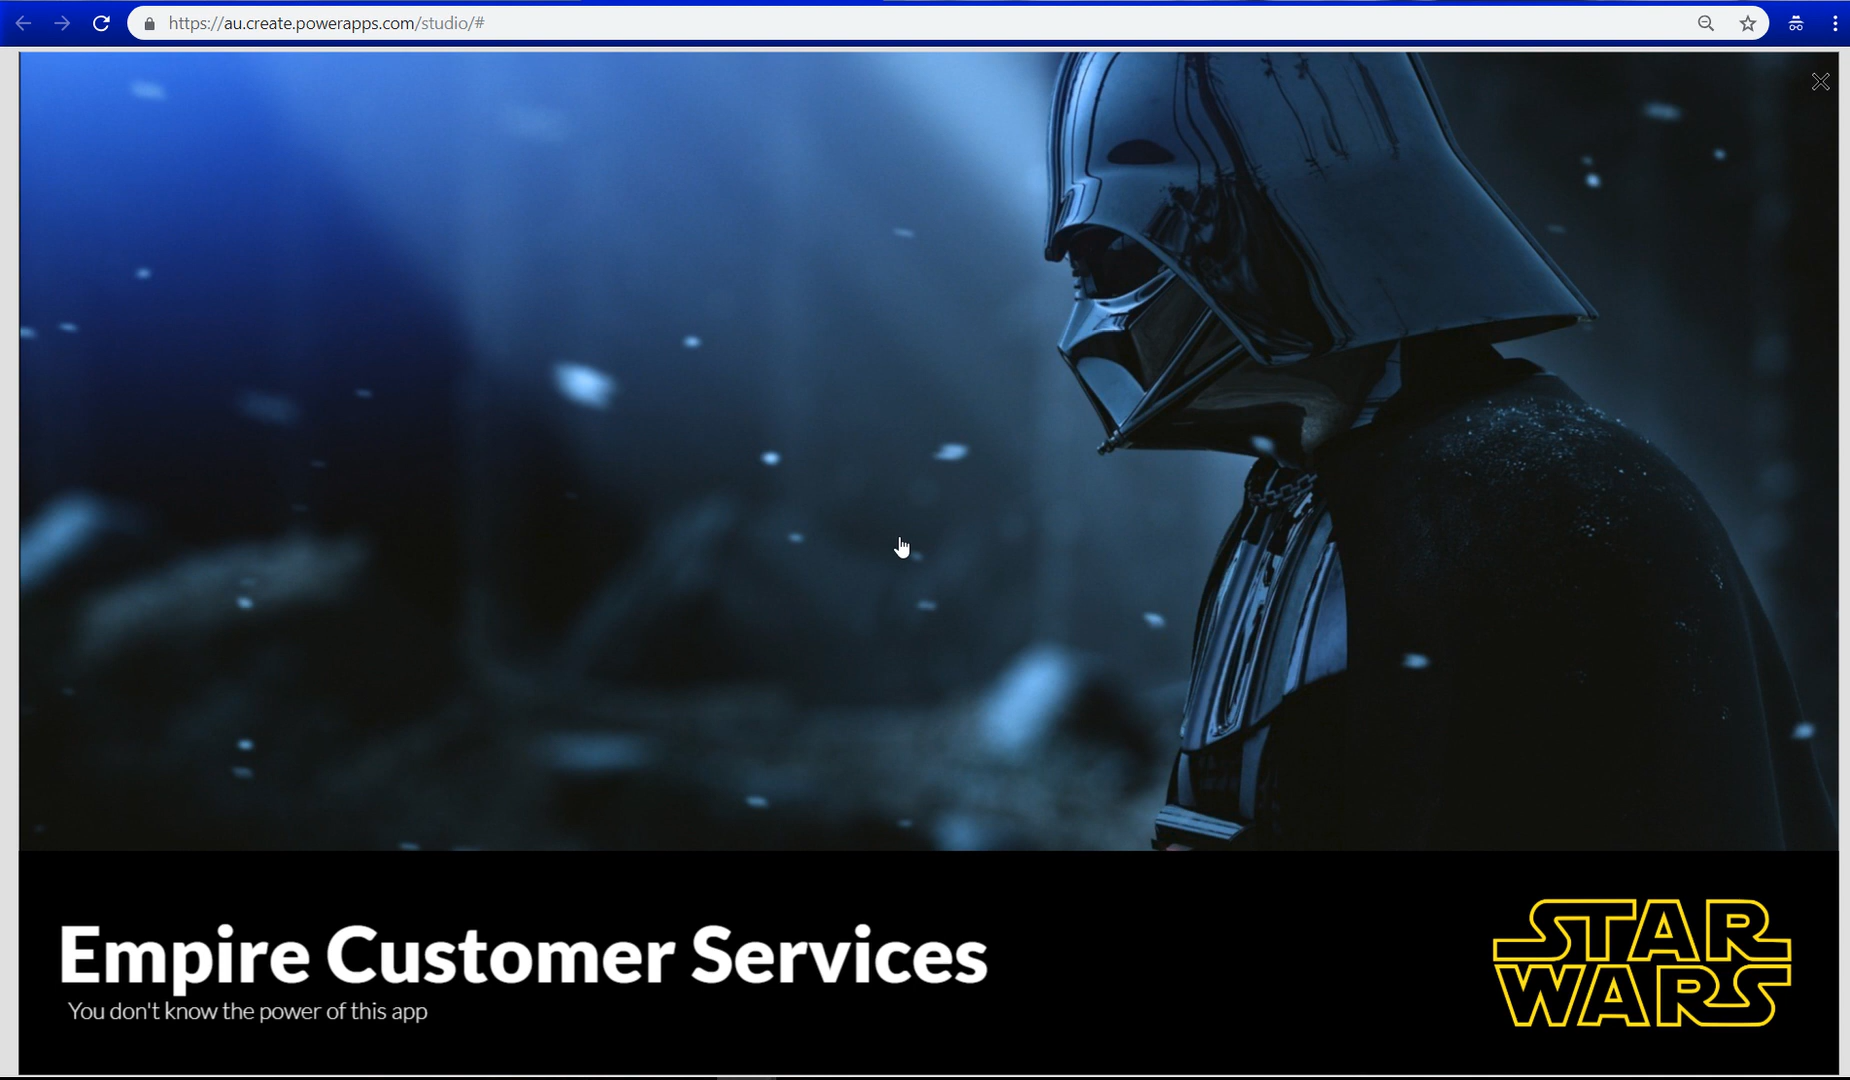 https://au.create.powerapps.com/studio/#
Empire Customer Services
You don't know the power of this app
STAR
WARS